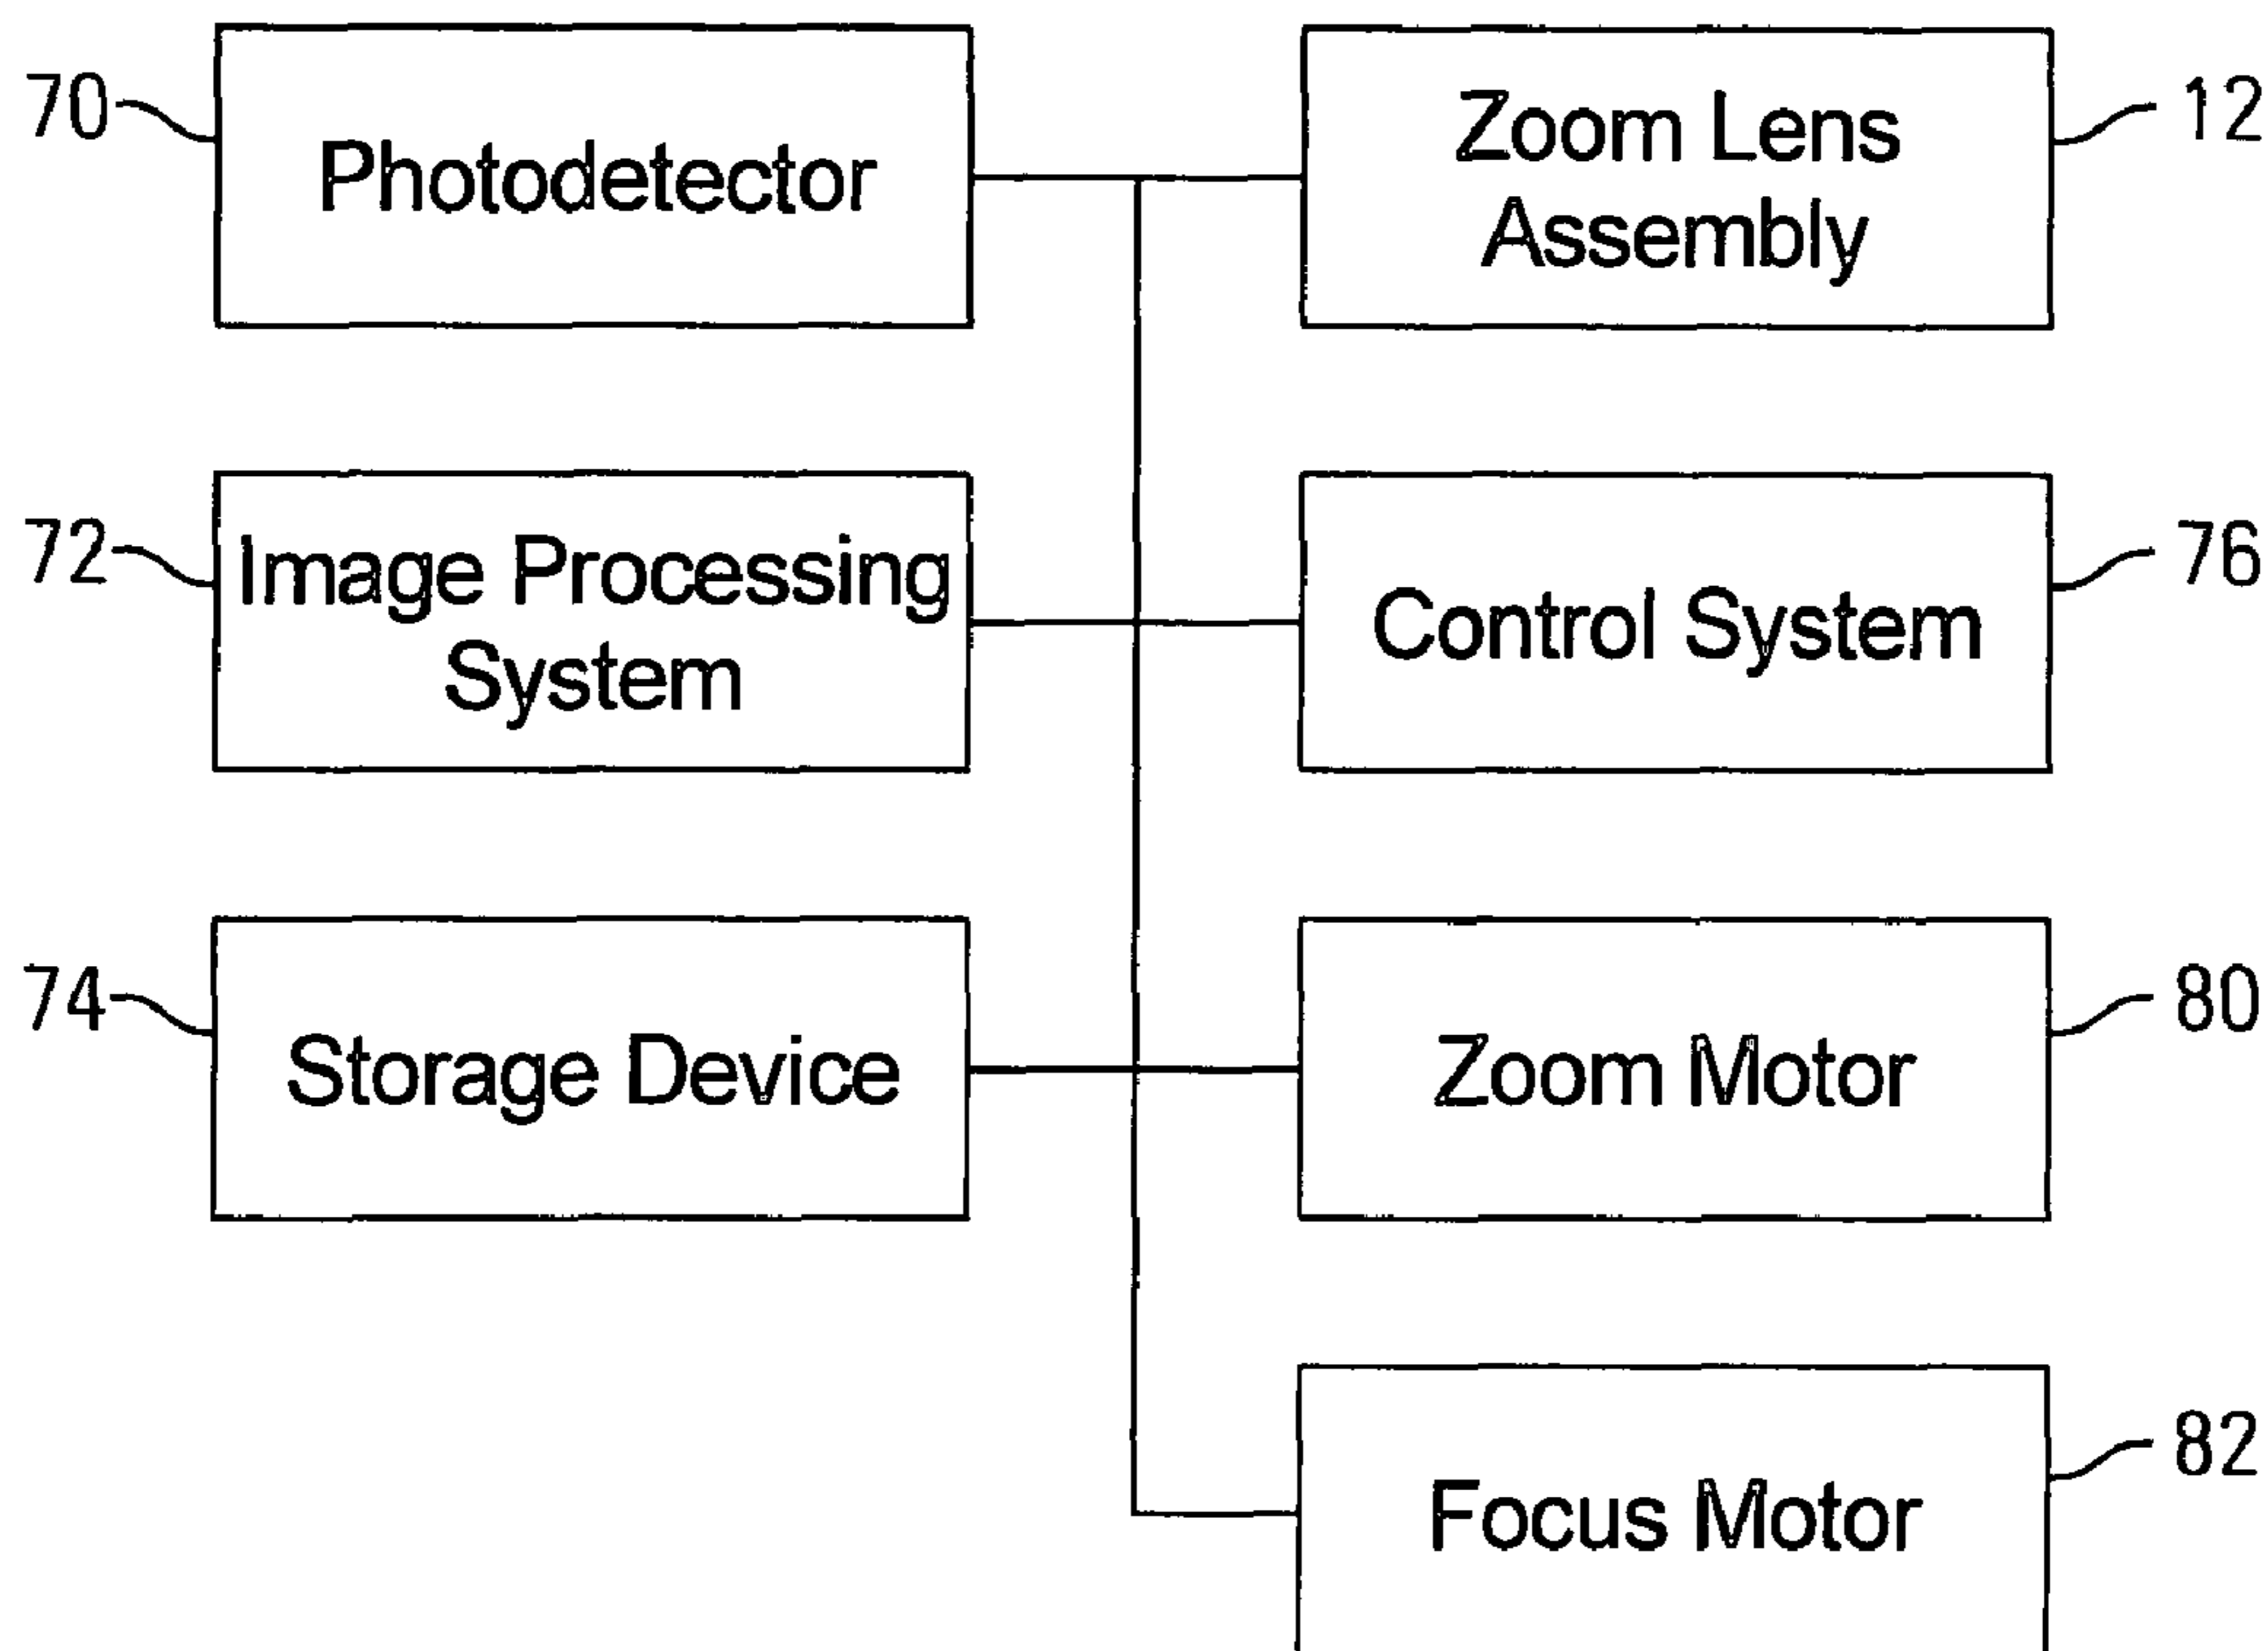 70
Photodetector
Zoom Lens
Assembly
12
72
Image Processing
System
Control System
76
74
Storage Device
Zoom Motor
80
Focus Motor
82